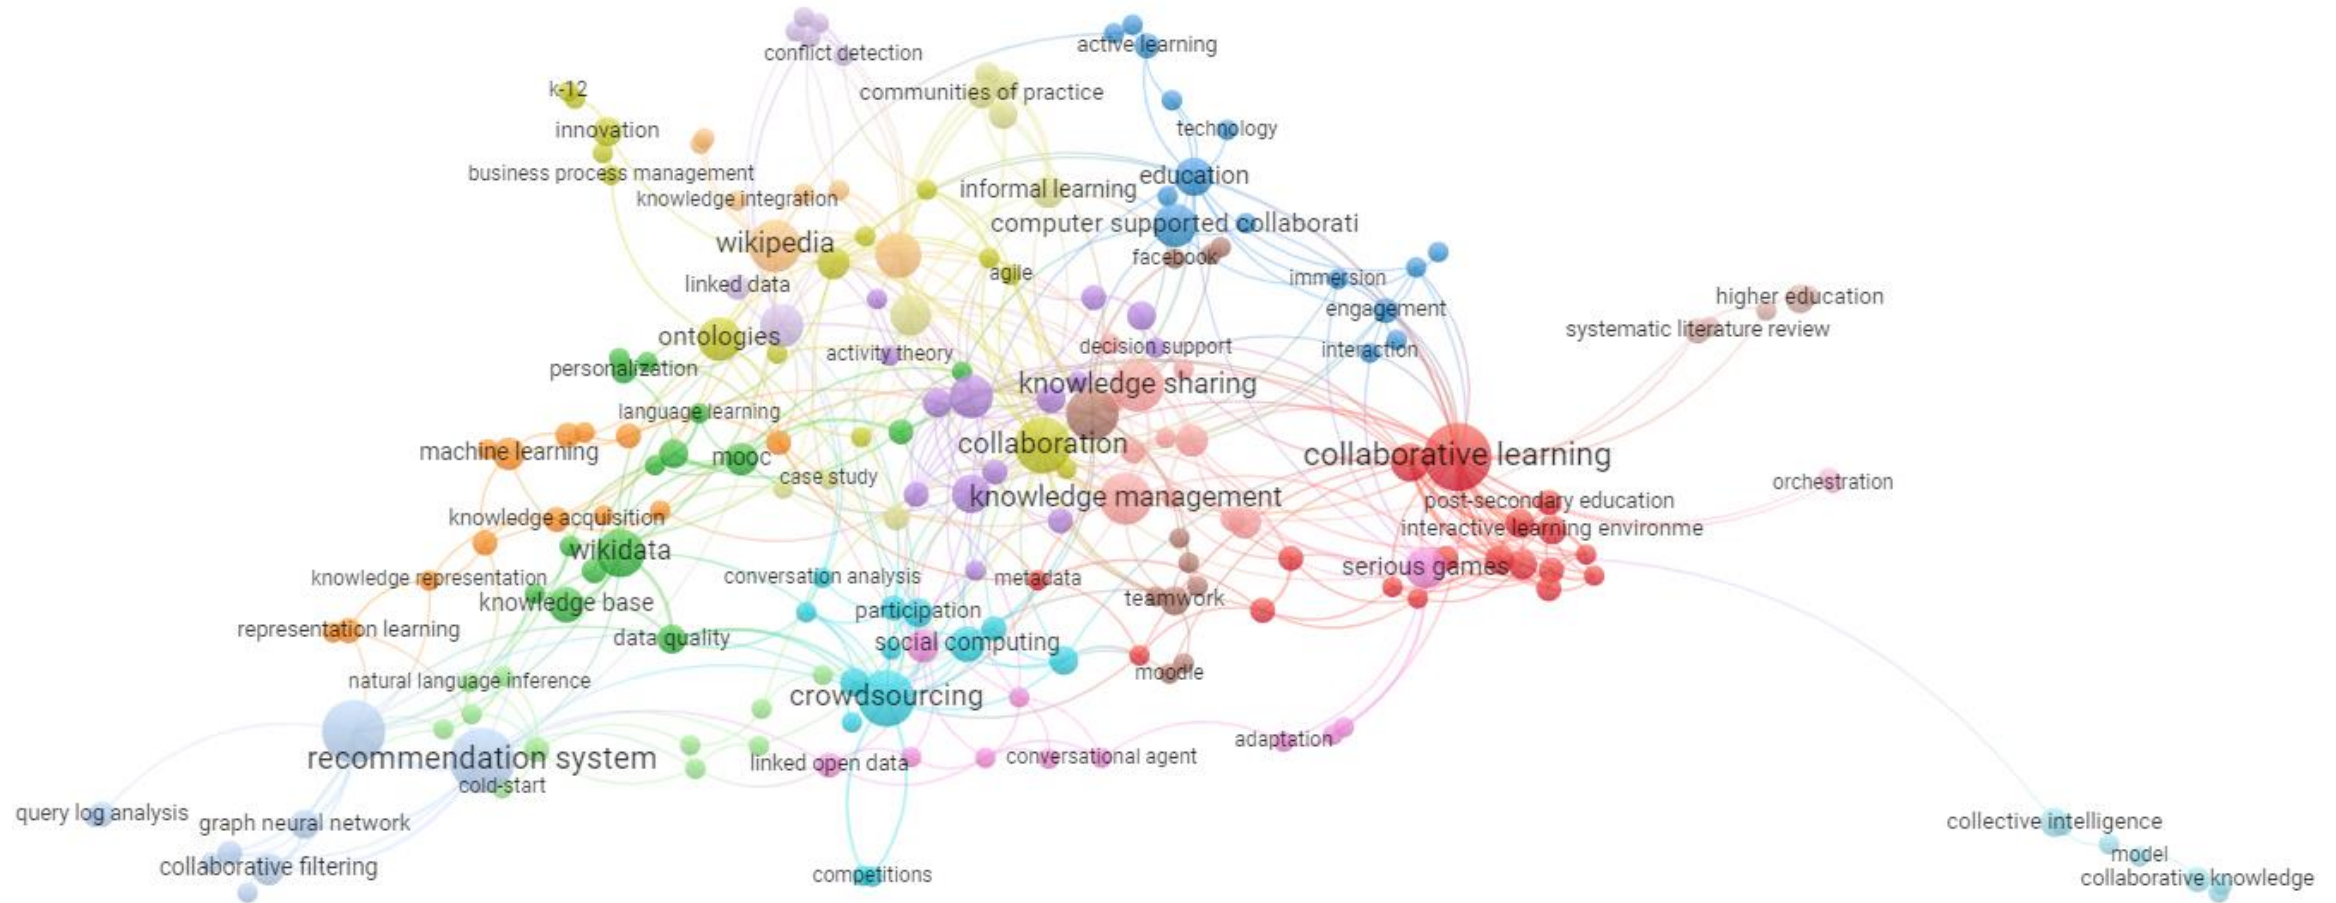 conflict detection
active learning
k-12
communities of practice
innovation
technology
business process management
knowledge integration
informal learning
education
computer supported collaborati
wikipedia
facebook
agile
linked data
immersion
higher education
engagement
systematic literature review
ontologies
activity theory
decision support
interaction
personalization
knowledge sharing
language learning
collaboration
machine learning
mooc
collaborative learning
case study
orchestration
knowledge management
post-secondary education
knowledge acquisition
interactive learning environme
wikidata
serious games
knowledge representation
conversation analysis
metadata
knowledge base
participation
teamwork
representation learning
data quality
social computing
moodle
natural language inference
crowdsourcing
adaptation
recommendation system
linked open data
conversational agent
cold-start
query log analysis
graph neural network
collective intelligence
model
collaborative filtering
competitions
collaborative knowledge